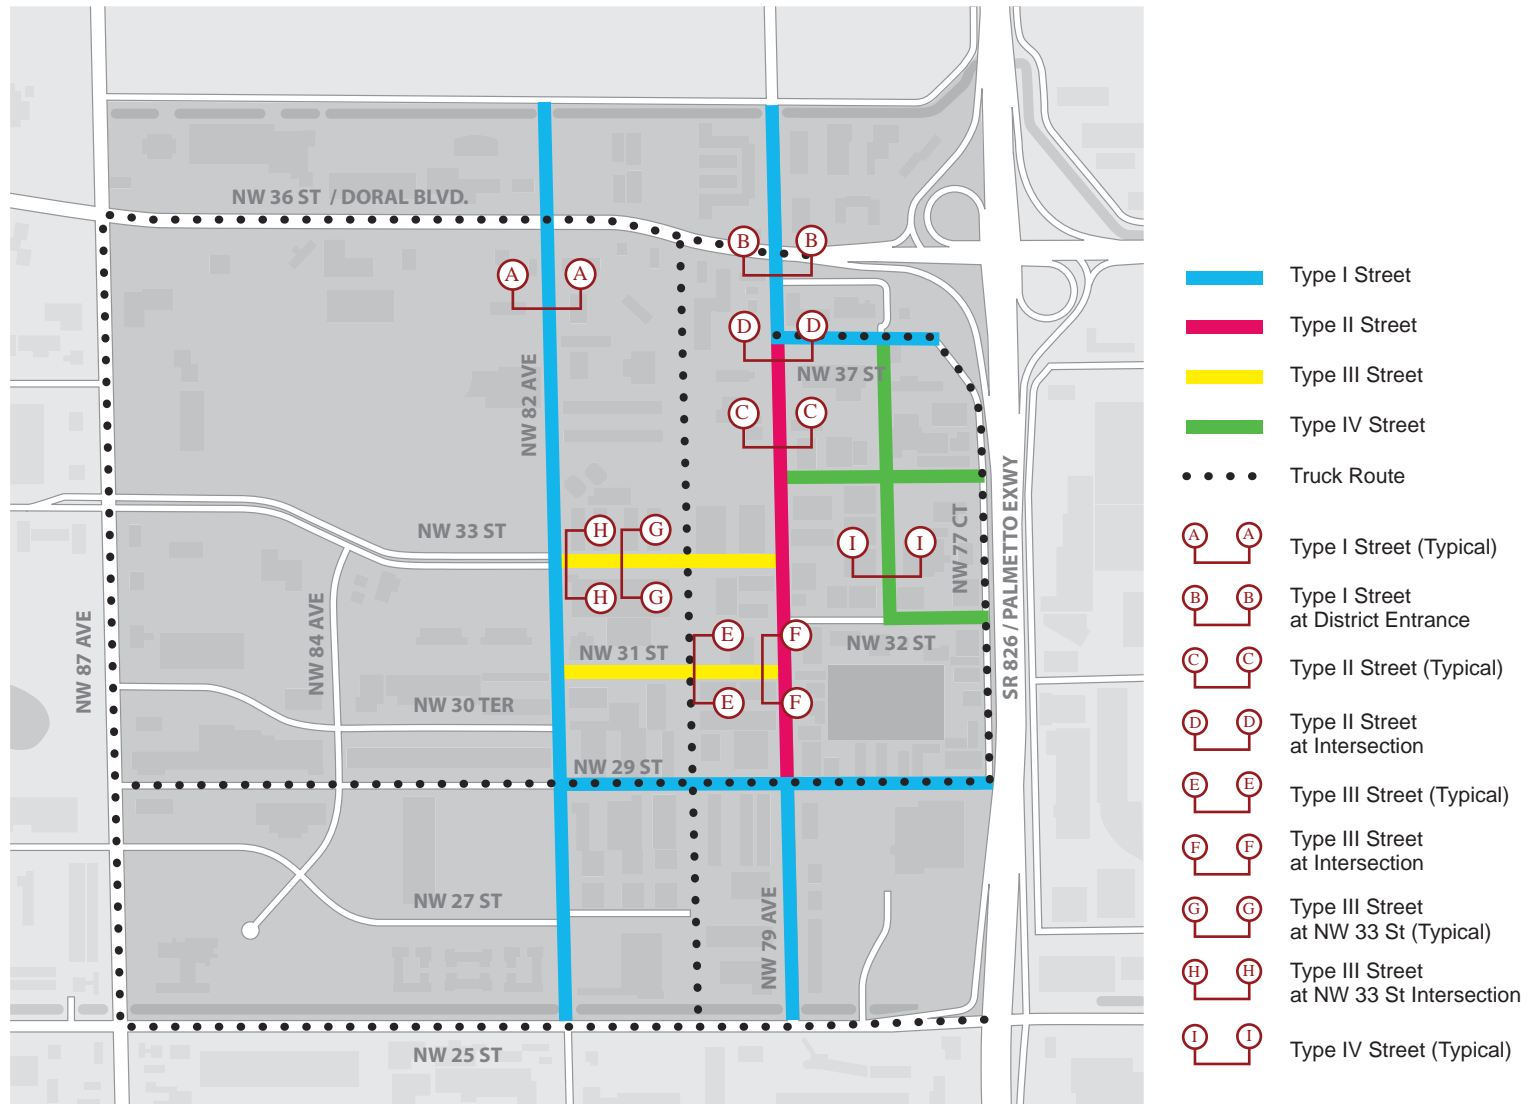 NW 36 ST / DORAL BLVD.
B B
A A
D D
NW 37 ST
NW 82 AVE
C C
SR 826 / PALMETTO EXWY
NW 33 ST
H G
NW 77 CT
I I
H G
NW 87 AVE
NW 84 AVE
E F
NW 32 ST
NW 31 ST
NW 30 TER
E F
NW 29 ST
NW 27 ST
NW 79 AVE
NW 25 ST
Type I Street
Type II Street
Type III Street
Type IV Street
Truck Route
A A
Type I Street (Typical)
B B
Type I Street
at District Entrance
C C
Type II Street (Typical)
D D
Type II Street
at Intersection
E E
Type III Street (Typical)
F F
Type III Street
at Intersection
G G
Type III Street
at NW 33 St (Typical)
H H
Type III Street
at NW 33 St Intersection
I I
Type IV Street (Typical)